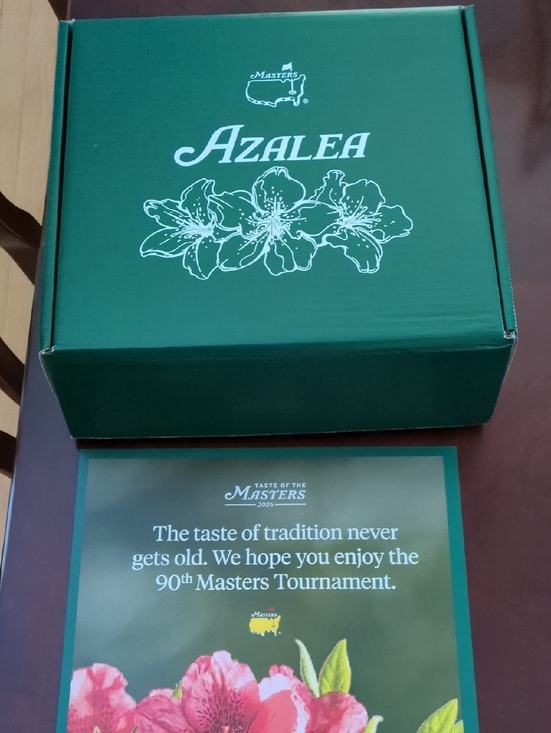 MASTERS
AZALEA
TASTE OF THE
MASTERS
2026
The taste of tradition never
gets old. We hope you enjoy the
90th Masters Tournament.
MASTERS